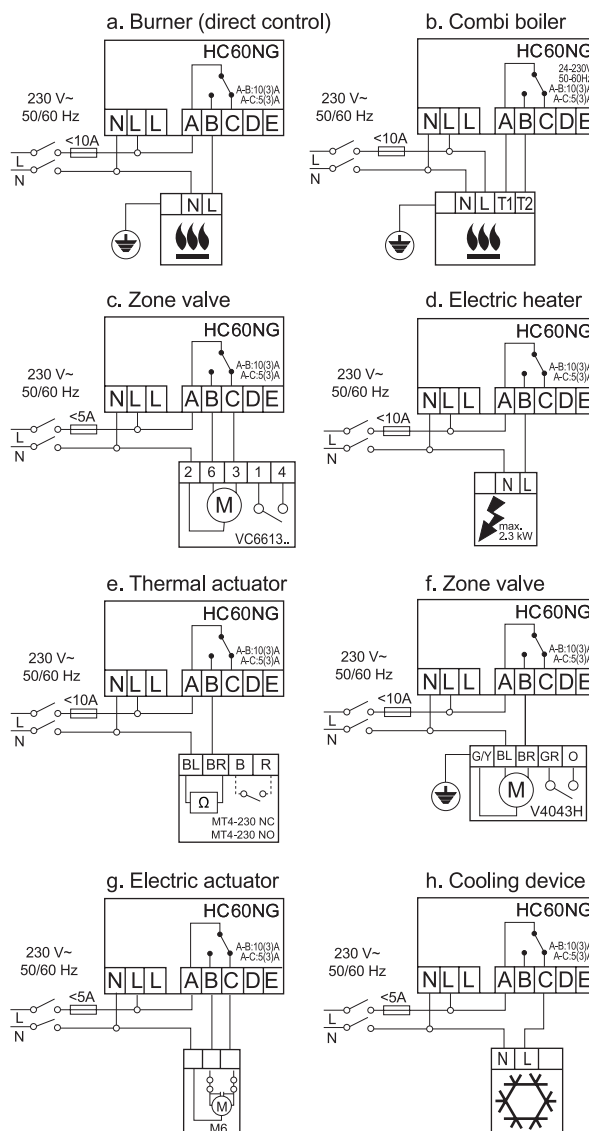 a. Burner (direct control)
HC60NG
A-B:10(3)A
A-C:5(3)A
230 V~
50/60 Hz
N L L A B C D E
<10A
L
N
N L
b. Combi boiler
HC60NG
24-230V
50-60Hz
A-B:10(3)A
A-C:5(3)A
230 V~
50/60 Hz
N L L A B C D E
<10A
L
N
N L T1 T2
c. Zone valve
HC60NG
A-B:10(3)A
A-C:5(3)A
230 V~
50/60 Hz
N L L A B C D E
<5A
L
N
2 6 3 1 4
M
VC6613..
d. Electric heater
HC60NG
A-B:10(3)A
A-C:5(3)A
230 V~
50/60 Hz
N L L A B C D E
<10A
L
N
N L
max.
2.3 kW
e. Thermal actuator
HC60NG
A-B:10(3)A
A-C:5(3)A
230 V~
50/60 Hz
N L L A B C D E
<10A
L
N
BL BR B R
Ω
MT4-230 NC
MT4-230 NO
f. Zone valve
HC60NG
A-B:10(3)A
A-C:5(3)A
230 V~
50/60 Hz
N L L A B C D E
<10A
L
N
G/Y BL BR GR O
M
V4043H
g. Electric actuator
HC60NG
A-B:10(3)A
A-C:5(3)A
230 V~
50/60 Hz
N L L A B C D E
<5A
L
N
M
M6
h. Cooling device
HC60NG
A-B:10(3)A
A-C:5(3)A
230 V~
50/60 Hz
N L L A B C D E
<5A
L
N
N L